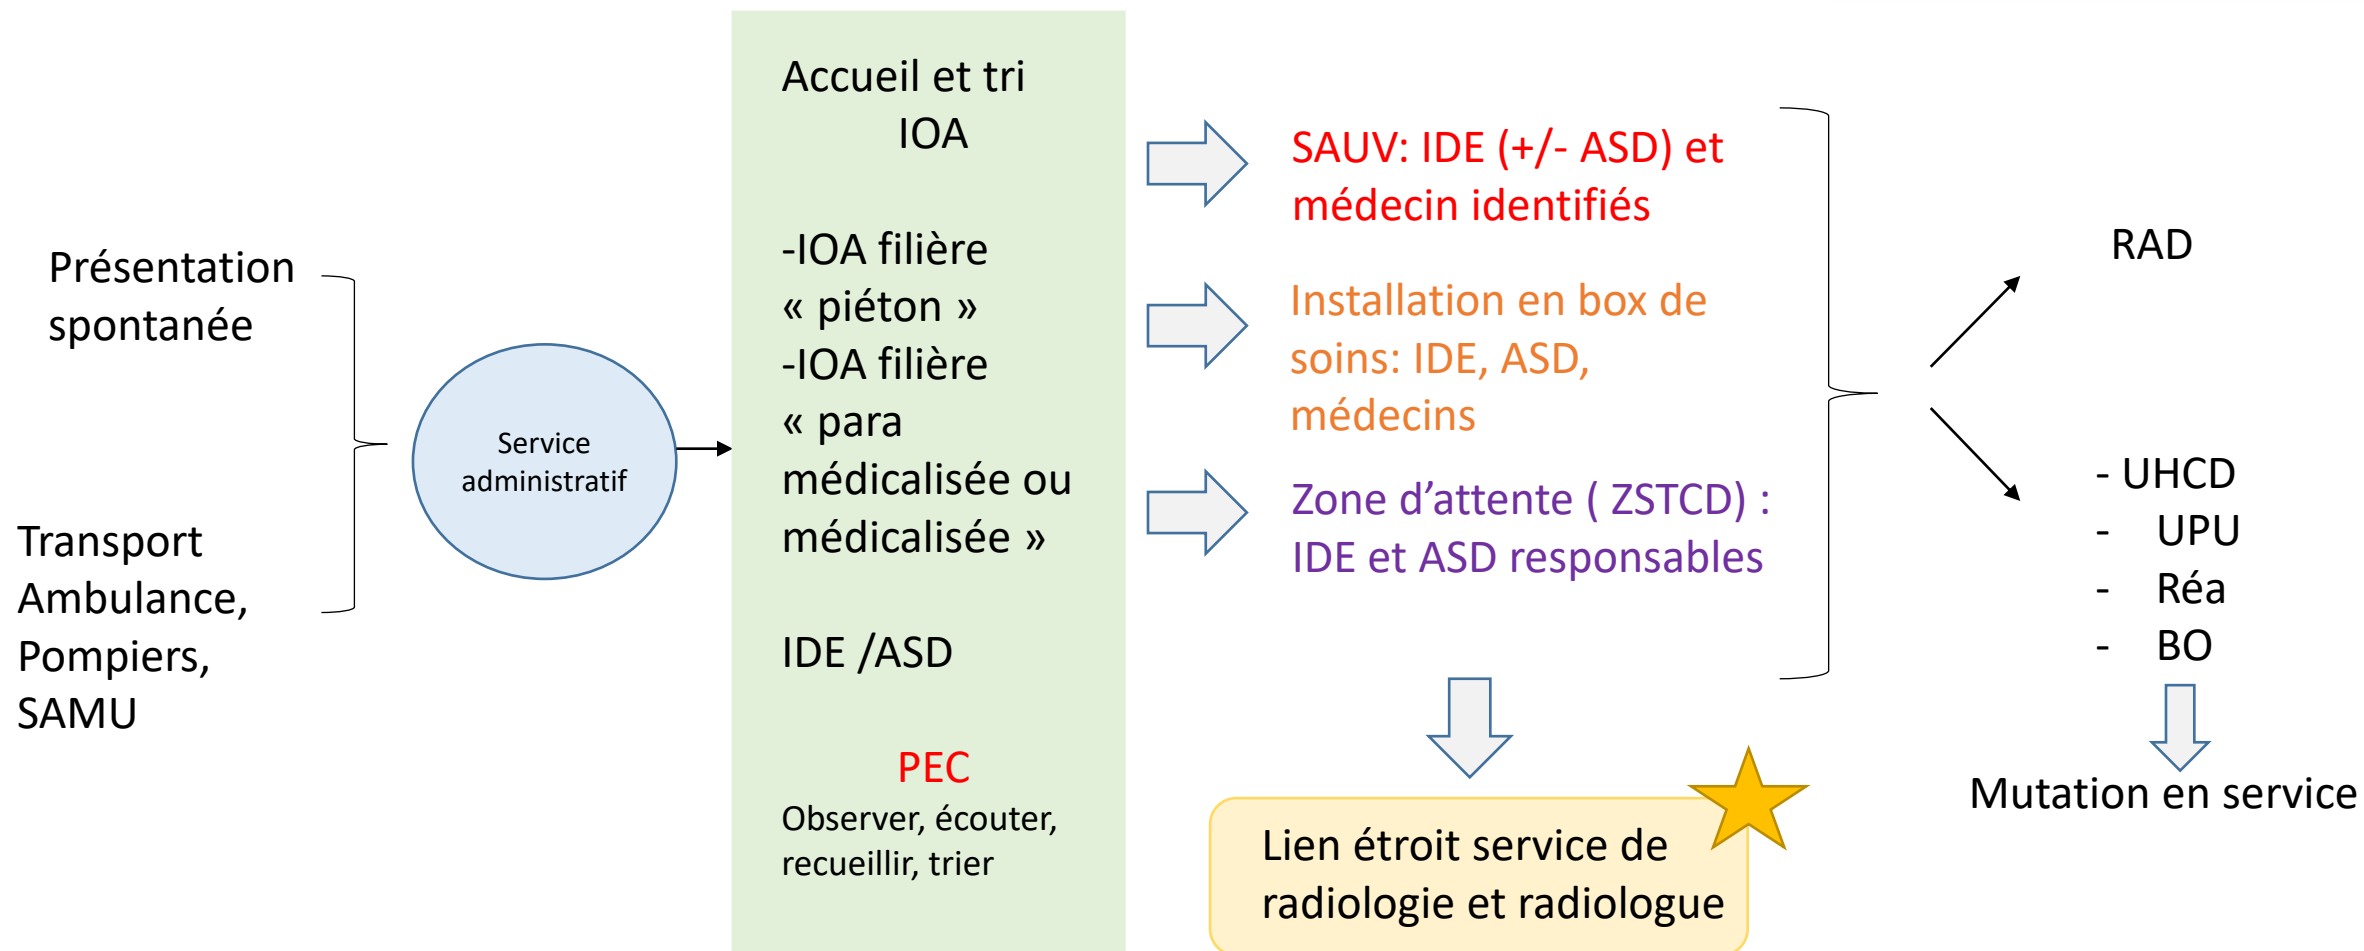 Présentation
spontanée
Transport
Ambulance,
Pompiers,
SAMU
Service
administratif
Accueil et tri
IOA
-IOA filière
« piéton »
-IOA filière
« para
médicalisée ou
médicalisée »
IDE /ASD
PEC
Observer, écouter,
recueillir, trier
SAUV: IDE (+/- ASD) et
médecin identifiés
Installation en box de
soins: IDE, ASD,
médecins
Zone d’attente ( ZSTCD) :
IDE et ASD responsables
Lien étroit service de
radiologie et radiologue
RAD
- UHCD
- UPU
- Réa
- BO
Mutation en service